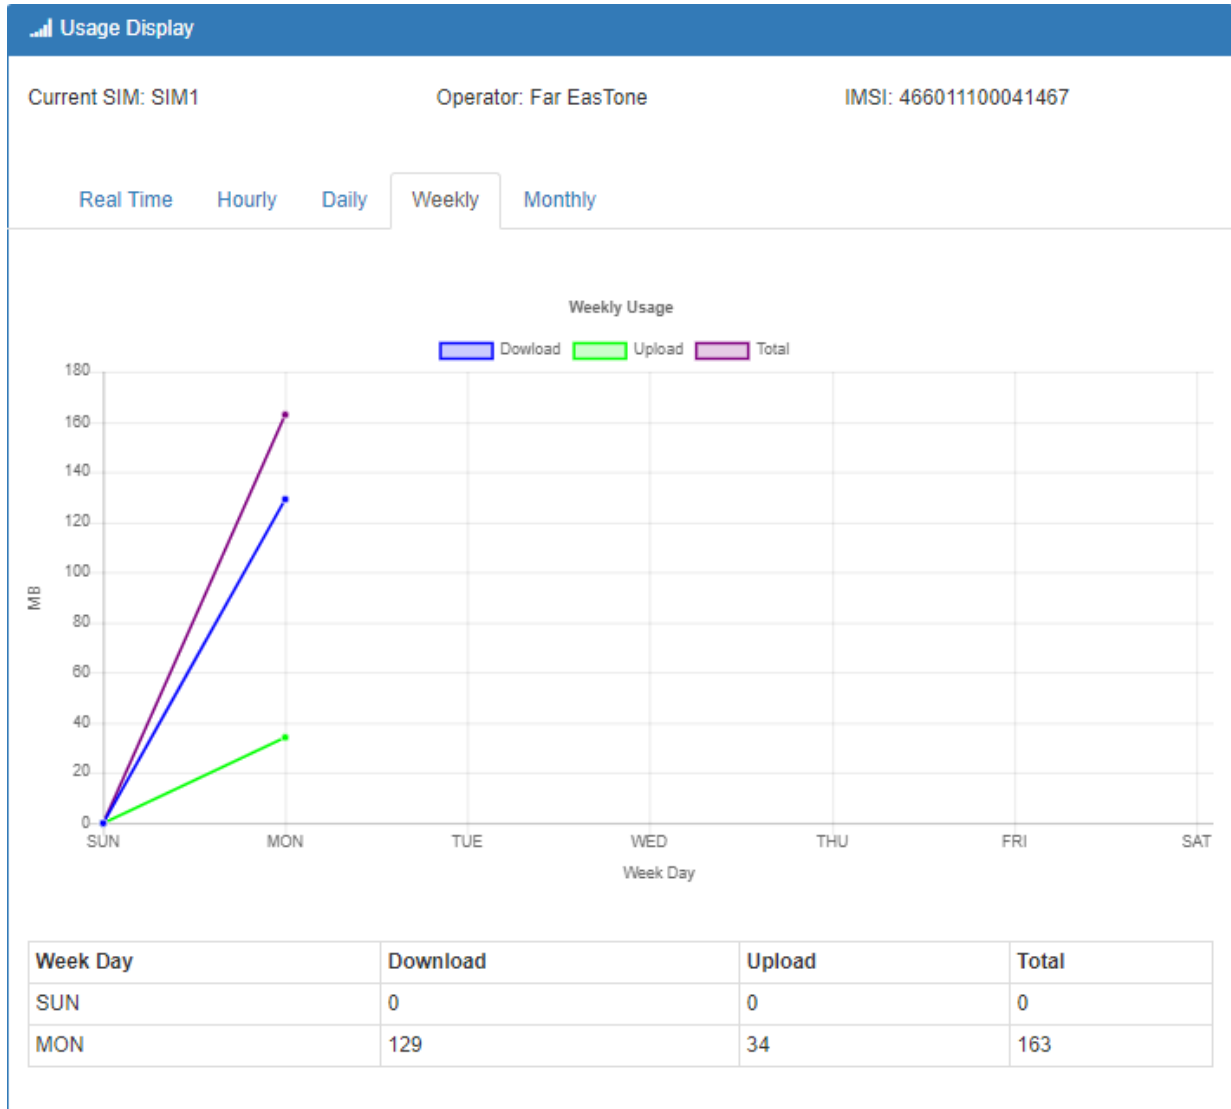 Usage Display
Current SIM: SIM1 Operator: Far EasTone IMSI: 466011100041467
Real Time Hourly Daily Weekly Monthly
Weekly Usage
Dowload Upload Total
180
160
140
120
100
80
60
40
20
0
MB
SUN MON TUE WED THU FRI SAT
Week Day
Week Day Download Upload Total
SUN 0 0 0
MON 129 34 163